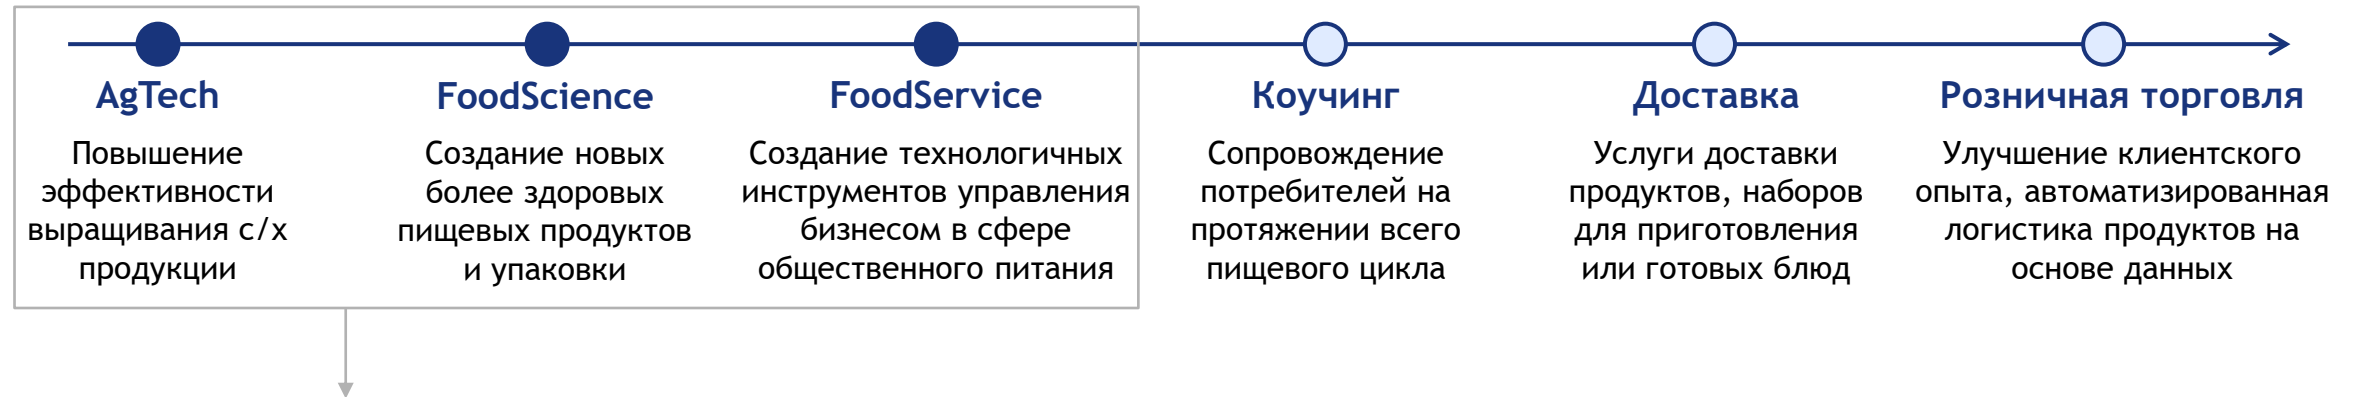 AgTech
Повышение
эффективности
выращивания с/х
продукции
FoodScience
Создание новых
более здоровых
пищевых продуктов
и упаковки
FoodService
Создание технологичных
инструментов управления
бизнесом в сфере
общественного питания
Коучинг
Сопровождение
потребителей на
протяжении всего
пищевого цикла
Доставка
Услуги доставки
продуктов, наборов
для приготовления
или готовых блюд
Розничная торговля
Улучшение клиентского
опыта, автоматизированная
логистика продуктов на
основе данных